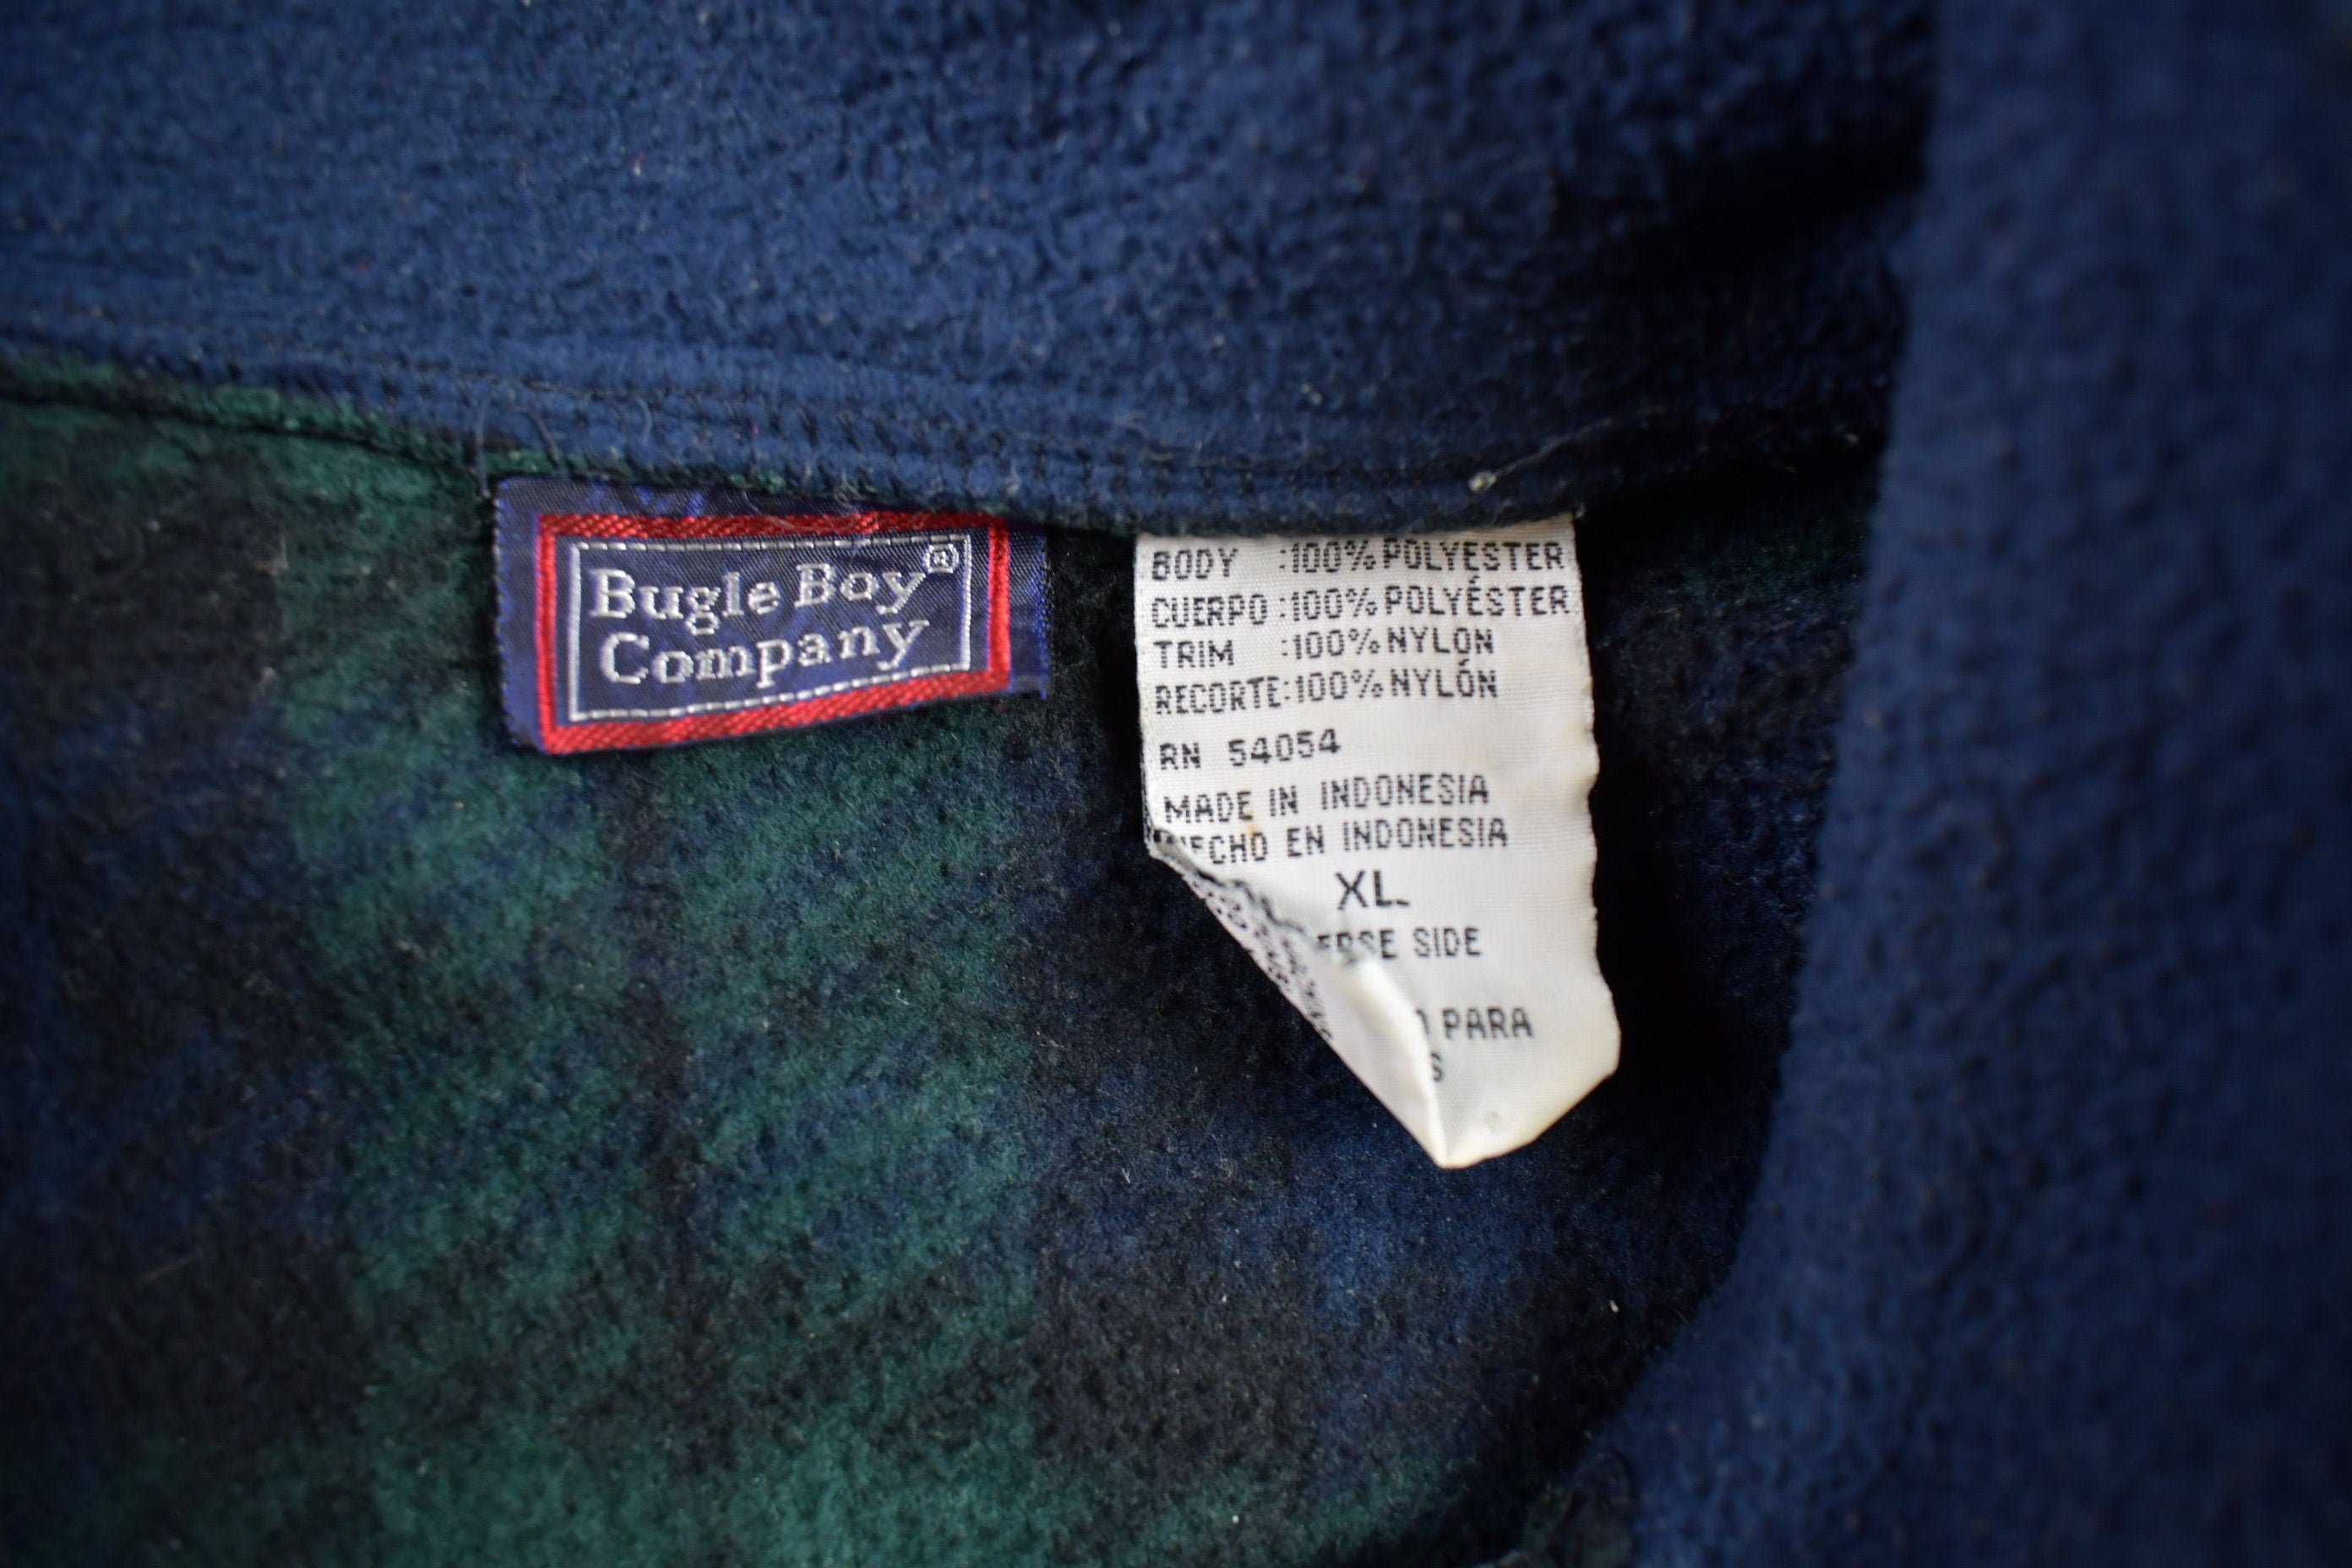 Bugle Boy®
Company
BODY :100% POLYESTER
CUERPO :100% POLYÉSTER
TRIM :100% NYLON
RECORTE:100% NYLÓN
RN 54054
MADE IN INDONESIA
EN INDONESIA
XL
SIDE
PARA